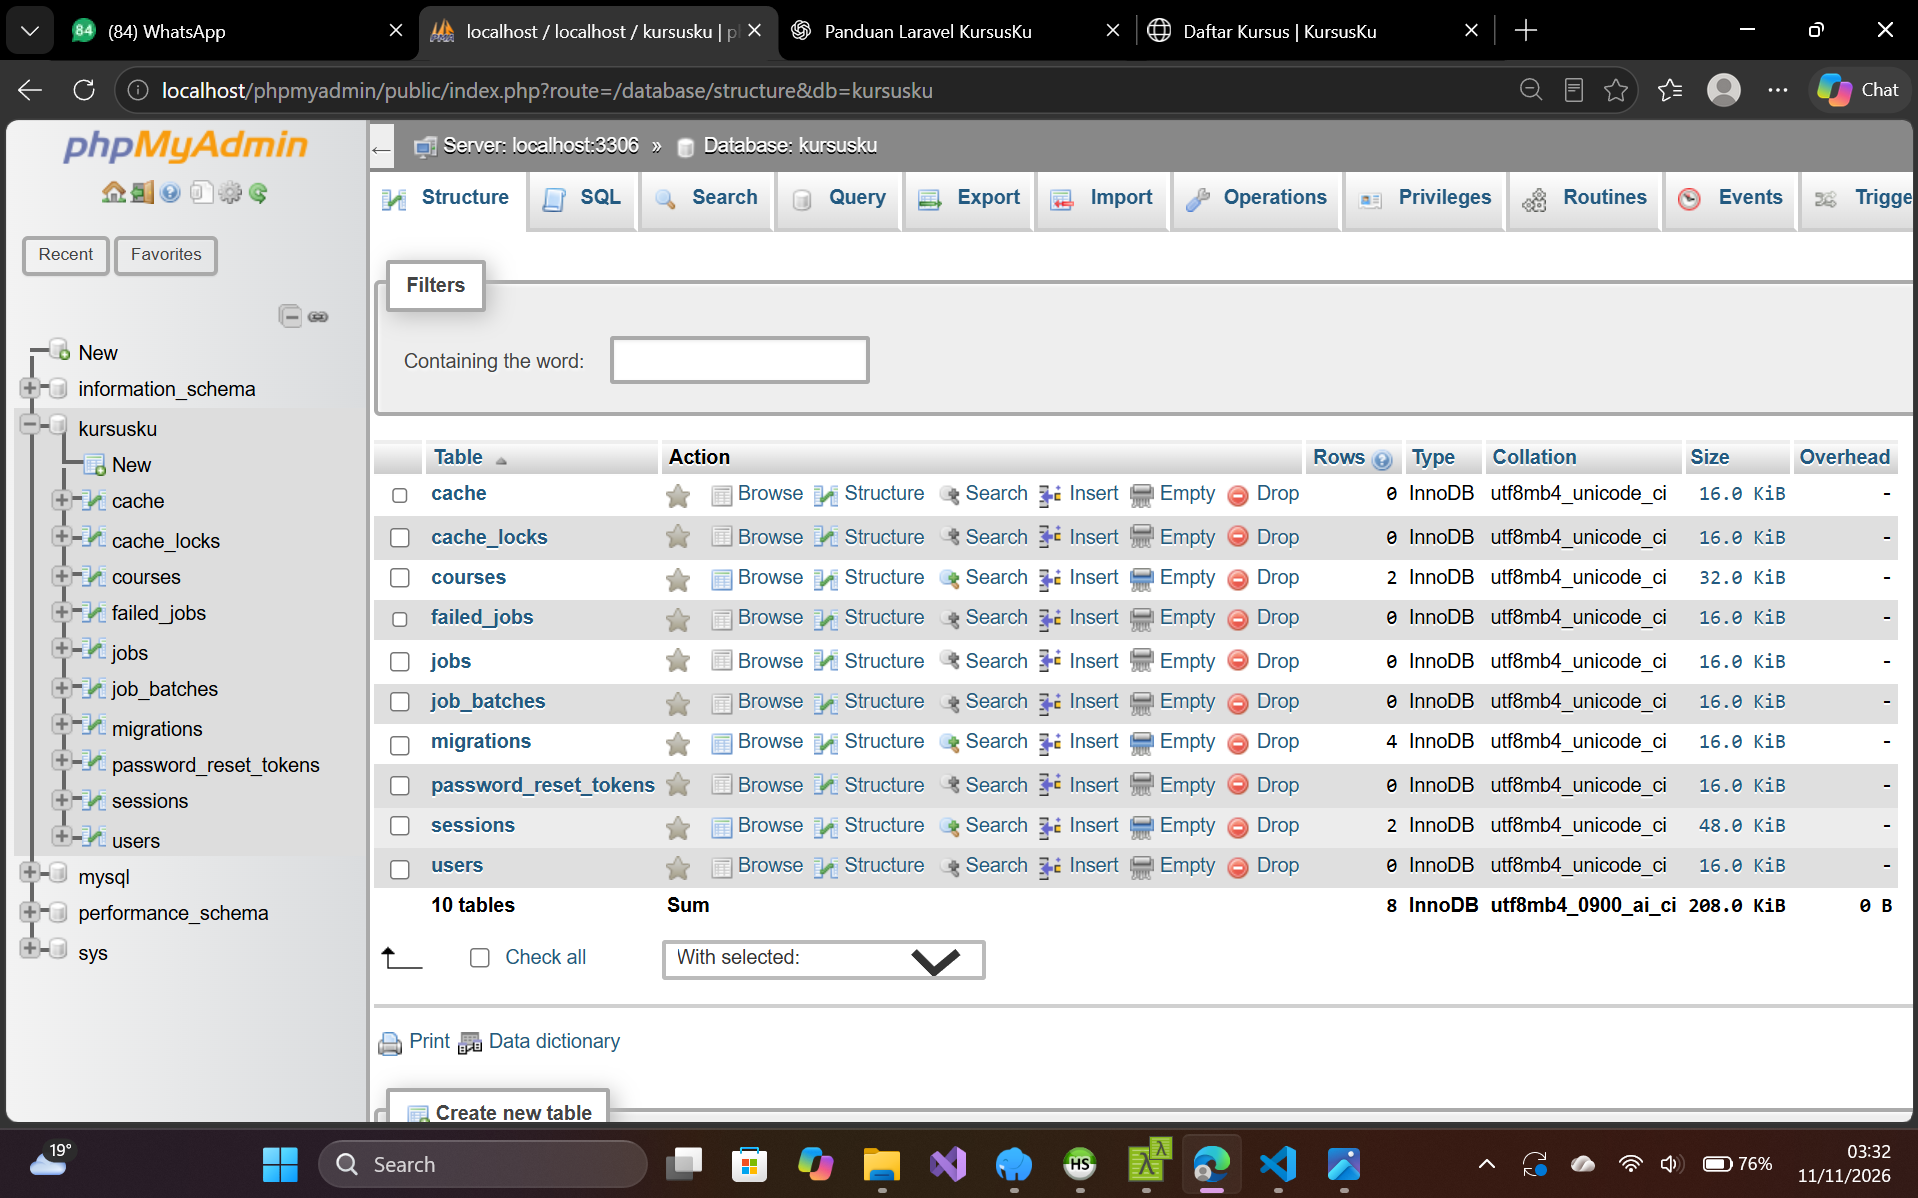 84
(84) WhatsApp
localhost / localhost / kursusku | p
Panduan Laravel KursusKu
Daftar Kursus | KursusKu
localhost/phpmyadmin/public/index.php?route=/database/structure&db=kursusku
Chat
phpMyAdmin
Recent
Favorites
New
information_schema
kursusku
New
cache
cache_locks
courses
failed_jobs
jobs
job_batches
migrations
password_reset_tokens
sessions
users
mysql
performance_schema
sys
Server: localhost:3306 » Database: kursusku
Structure SQL Search Query Export Import Operations Privileges Routines Events Trigge
Filters
Containing the word:
Table Action Rows Type Collation Size Overhead
cache Browse Structure Search Insert Empty Drop 0 InnoDB utf8mb4_unicode_ci 16.0 KiB -
cache_locks Browse Structure Search Insert Empty Drop 0 InnoDB utf8mb4_unicode_ci 16.0 KiB -
courses Browse Structure Search Insert Empty Drop 2 InnoDB utf8mb4_unicode_ci 32.0 KiB -
failed_jobs Browse Structure Search Insert Empty Drop 0 InnoDB utf8mb4_unicode_ci 16.0 KiB -
jobs Browse Structure Search Insert Empty Drop 0 InnoDB utf8mb4_unicode_ci 16.0 KiB -
job_batches Browse Structure Search Insert Empty Drop 0 InnoDB utf8mb4_unicode_ci 16.0 KiB -
migrations Browse Structure Search Insert Empty Drop 4 InnoDB utf8mb4_unicode_ci 16.0 KiB -
password_reset_tokens Browse Structure Search Insert Empty Drop 0 InnoDB utf8mb4_unicode_ci 16.0 KiB -
sessions Browse Structure Search Insert Empty Drop 2 InnoDB utf8mb4_unicode_ci 48.0 KiB -
users Browse Structure Search Insert Empty Drop 0 InnoDB utf8mb4_unicode_ci 16.0 KiB -
10 tables Sum 8 InnoDB utf8mb4_0900_ai_ci 208.0 KiB 0 B
Check all
With selected:
Print Data dictionary
Create new table
19°
Search
HS
76%
03:32
11/11/2026